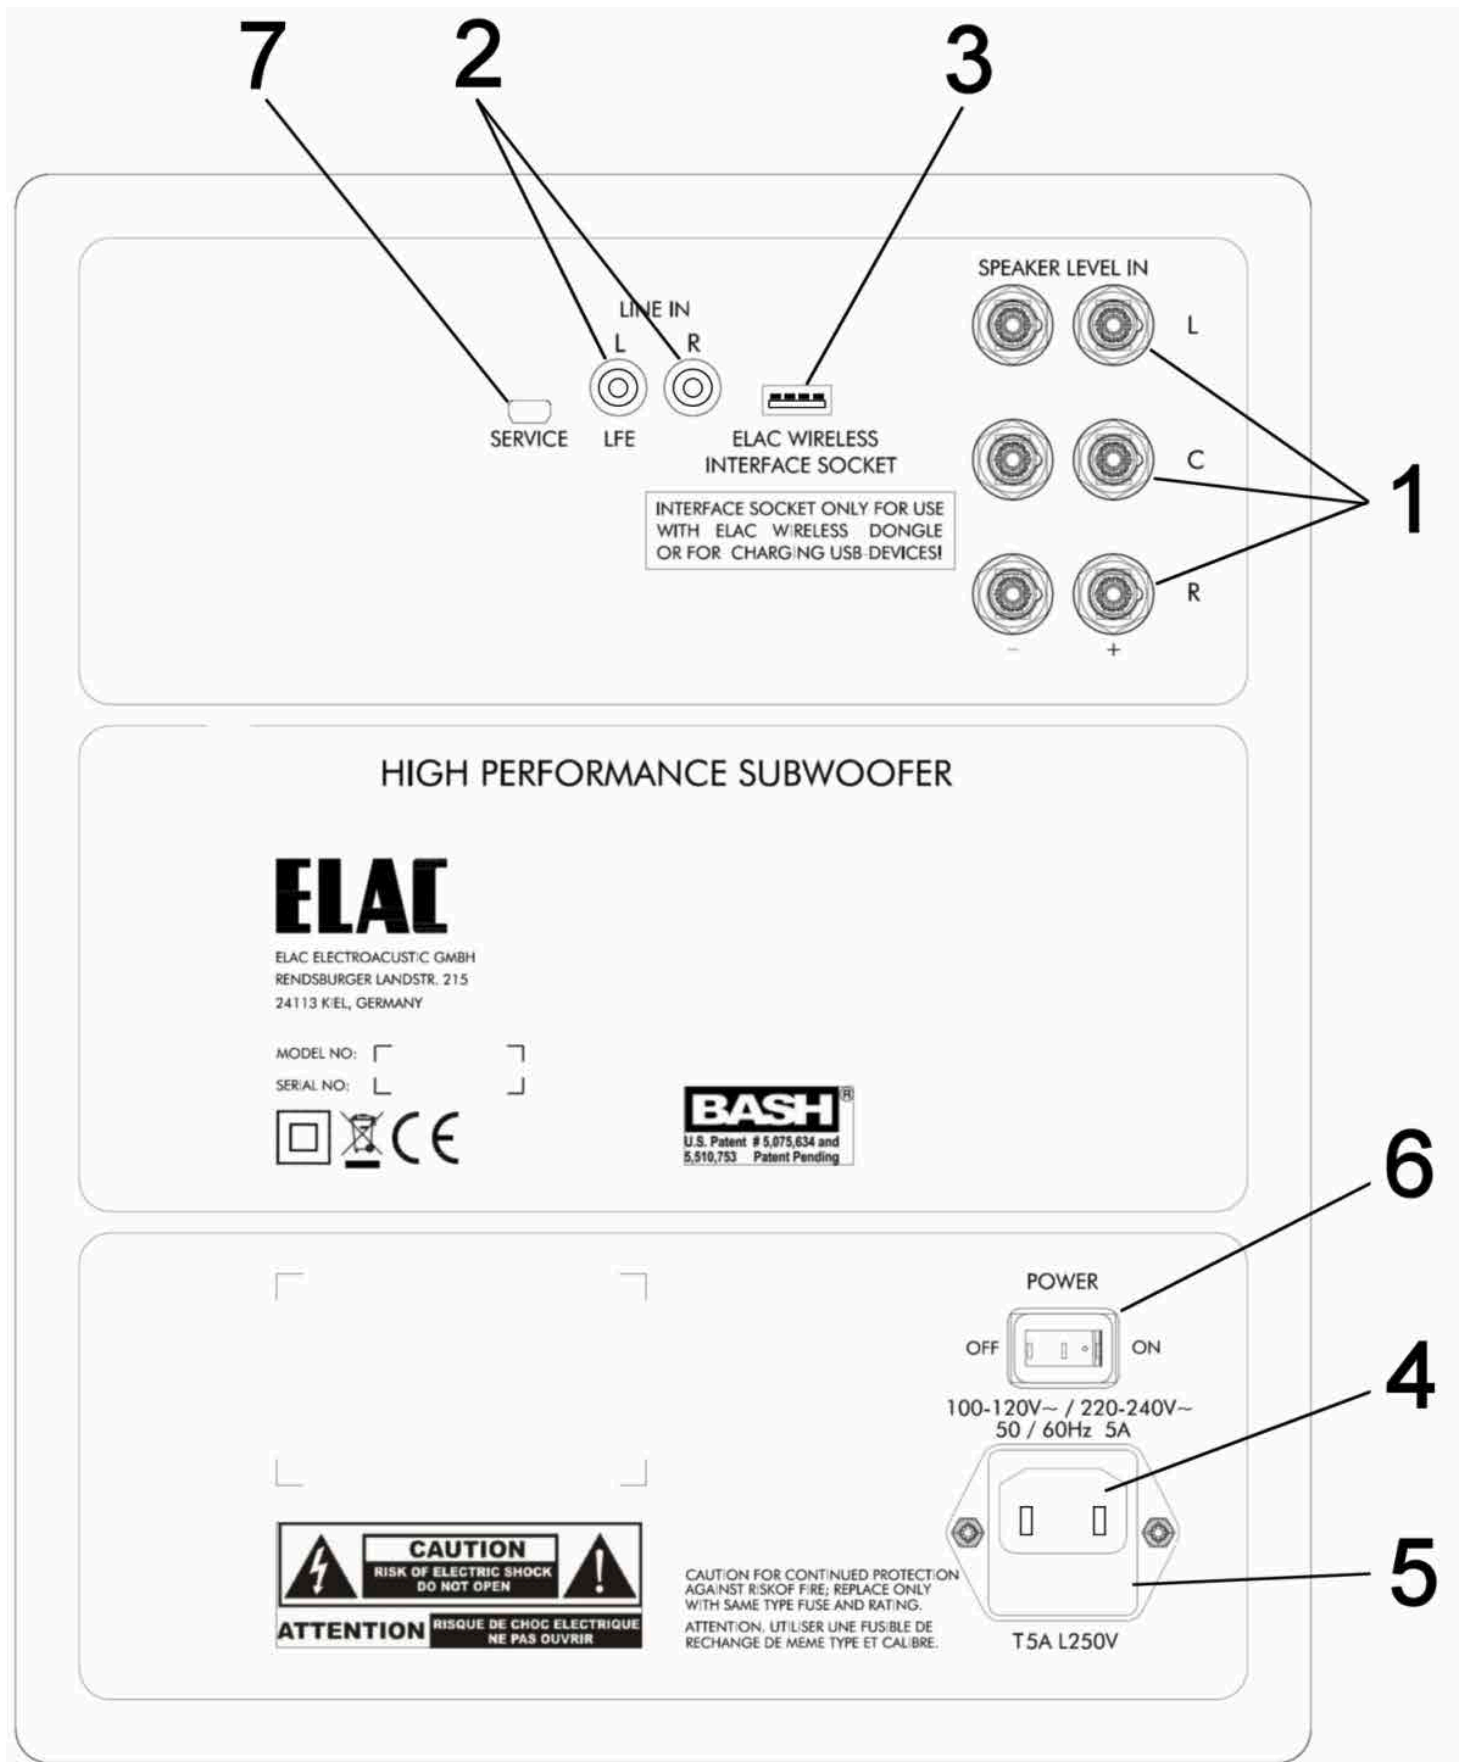 7 2 3
SPEAKER LEVEL IN
L
LINE IN
L R
SERVICE LFE
ELAC WIRELESS
INTERFACE SOCKET
C
1
INTERFACE SOCKET ONLY FOR USE
WITH ELAC WIRELESS DONGLE
OR FOR CHARGING USB-DEVICES!
R
- +
HIGH PERFORMANCE SUBWOOFER
ELAC
ELAC ELECTROACUSTIC GMBH
RENDSBURGER LANDSTR. 215
24113 KIEL, GERMANY
MODEL NO:
SERIAL NO:
CE
BASH®
U.S. Patent # 5,075,634 and
5,510,753 Patent Pending
6
POWER
OFF ON
4
100-120V~ / 220-240V~
50 / 60Hz 5A
5
CAUTION
RISK OF ELECTRIC SHOCK
DO NOT OPEN
ATTENTION
RISQUE DE CHOC ELECTRIQUE
NE PAS OUVRIR
CAUTION FOR CONTINUED PROTECTION
AGAINST RISKOF FIRE; REPLACE ONLY
WITH SAME TYPE FUSE AND RATING.
ATTENTION. UTILISER UNE FUSIBLE DE
RECHANGE DE MEME TYPE ET CALIBRE.
T5A L250V